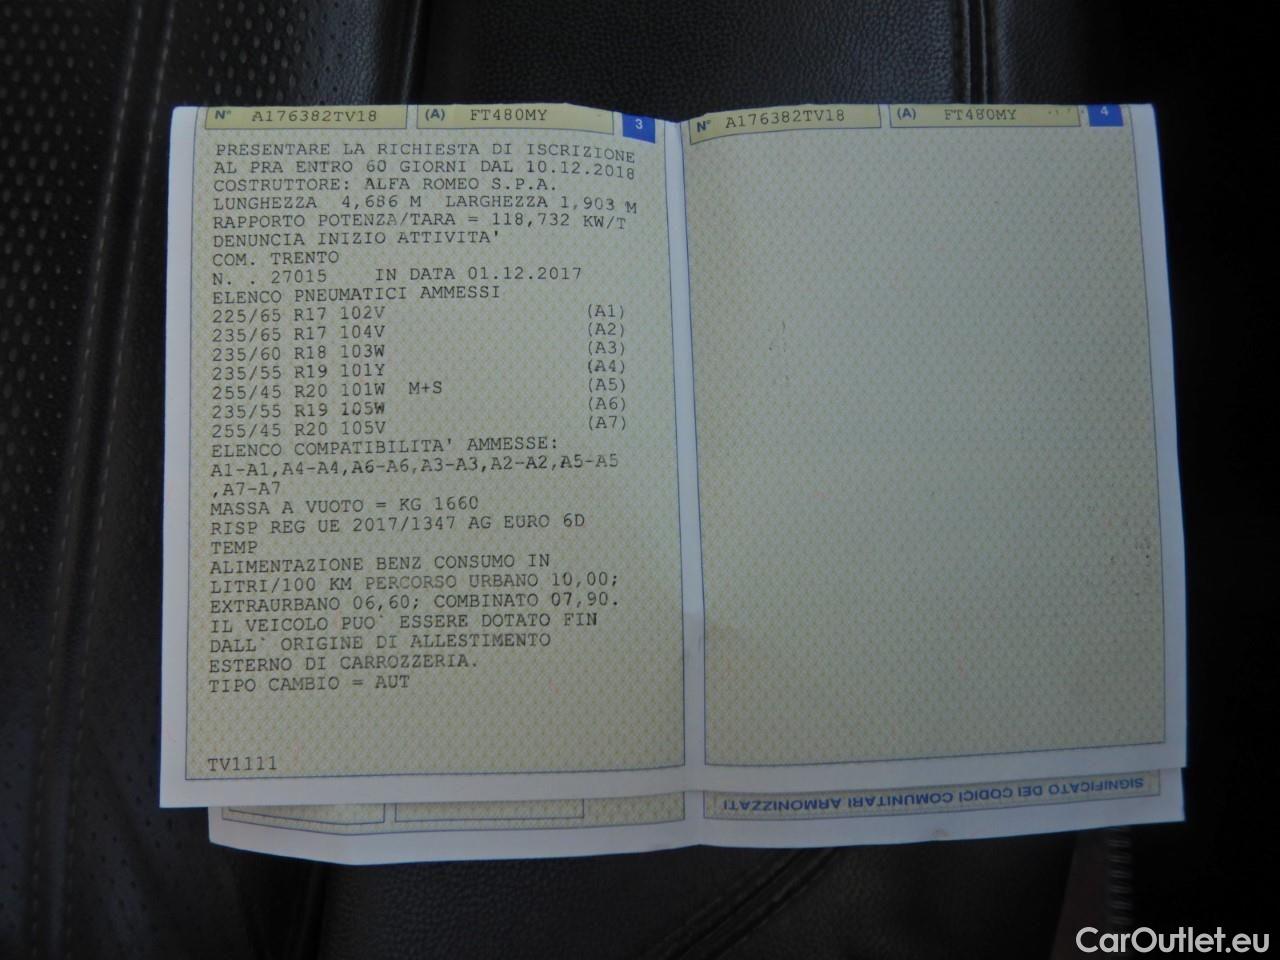 N° A176382TV18 (A) FT480MY 3
PRESENTARE LA RICHIESTA DI ISCRIZIONE
AL PRA ENTRO 60 GIORNI DAL 10.12.2018
COSTRUTTORE: ALFA ROMEO S.P.A.
LUNGHEZZA 4,686 M LARGHEZZA 1,903 M
RAPPORTO POTENZA/TARA = 118,732 KW/T
DENUNCIA INIZIO ATTIVITA'
COM. TRENTO
N. . 27015 IN DATA 01.12.2017
ELENCO PNEUMATICI AMMESSI
225/65 R17 102V (A1)
235/65 R17 104V (A2)
235/60 R18 103W (A3)
235/55 R19 101Y (A4)
255/45 R20 101W M+S (A5)
235/55 R19 105W (A6)
255/45 R20 105V (A7)
ELENCO COMPATIBILITA' AMMESSE:
A1-A1,A4-A4,A6-A6,A3-A3,A2-A2,A5-A5
,A7-A7
MASSA A VUOTO = KG 1660
RISP REG UE 2017/1347 AG EURO 6D
TEMP
ALIMENTAZIONE BENZ CONSUMO IN
LITRI/100 KM PERCORSO URBANO 10,00;
EXTRAURBANO 06,60; COMBINATO 07,90.
IL VEICOLO PUO` ESSERE DOTATO FIN
DALL` ORIGINE DI ALLESTIMENTO
ESTERNO DI CARROZZERIA.
TIPO CAMBIO = AUT
TV1111
N° A176382TV18 (A) FT480MY 4
SIGNIFICATO DEI CODICI COMUNITARI ARMONIZZATI
CarOutlet.eu